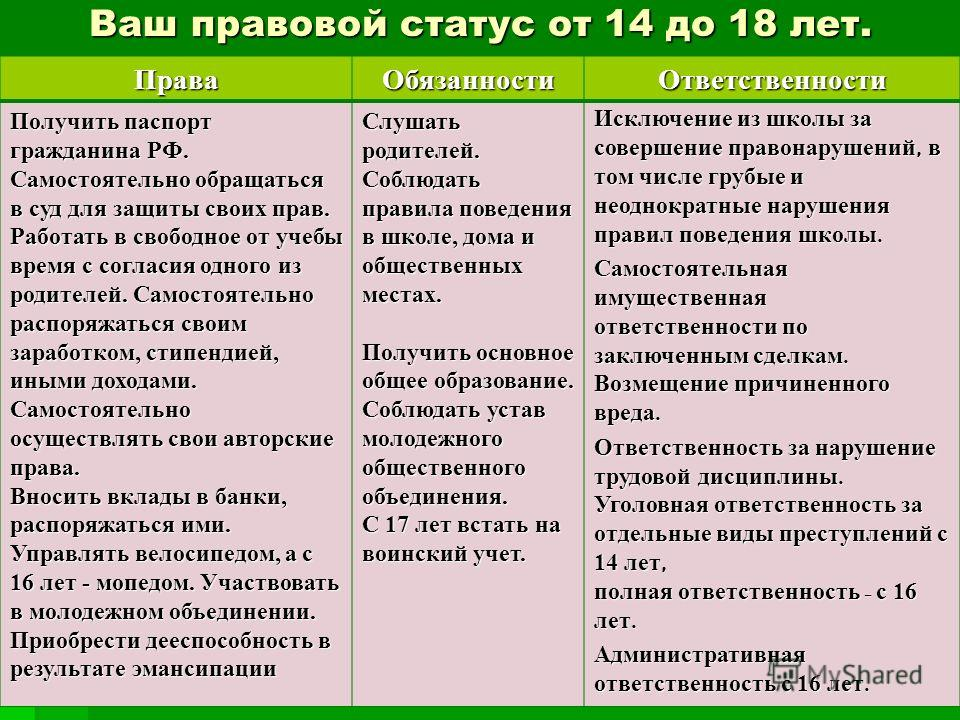 Ваш правовой статус от 14 до 18 лет.
Права
Обязанности
Ответственности
Получить паспорт
гражданина РФ.
Самостоятельно обращаться
в суд для защиты своих прав.
Работать в свободное от учебы
время с согласия одного из
родителей. Самостоятельно
распоряжаться своим
заработком, стипендией,
иными доходами.
Самостоятельно
осуществлять свои авторские
права.
Вносить вклады в банки,
распоряжаться ими.
Управлять велосипедом, а с
16 лет - мопедом. Участвовать
в молодежном объединении.
Приобрести дееспособность в
результате эмансипации
Слушать
родителей.
Соблюдать
правила поведения
в школе, дома и
общественных
местах.
Получить основное
общее образование.
Соблюдать устав
молодежного
общественного
объединения.
С 17 лет встать на
воинский учет.
Исключение из школы за
совершение правонарушений, в
том числе грубые и
неоднократные нарушения
правил поведения школы.
Самостоятельная
имущественная
ответственности по
заключенным сделкам.
Возмещение причиненного
вреда.
Ответственность за нарушение
трудовой дисциплины.
Уголовная ответственность за
отдельные виды преступлений с
14 лет,
полная ответственность - с 16
лет.
Административная
ответственность с 16 лет.
MyShared